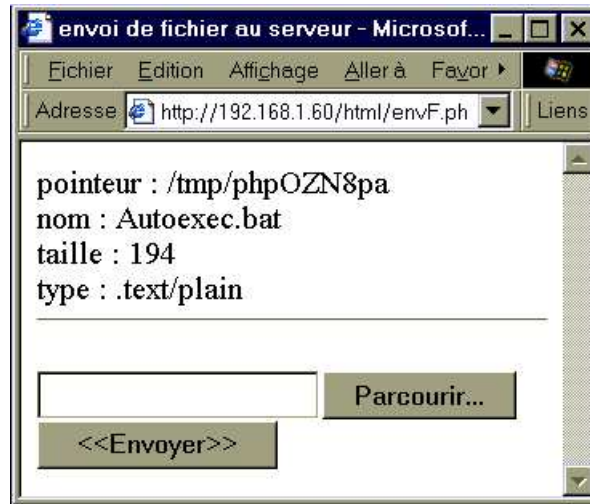 envoi de fichier au serveur - Microsof...
Fichier Edition Affichage Aller à Favor
Adresse http://192.168.1.60/html/envF.ph Liens
pointeur : /tmp/phpOZN8pa
nom : Autoexec.bat
taille : 194
type : .text/plain
Parcourir...
<<Envoyer>>